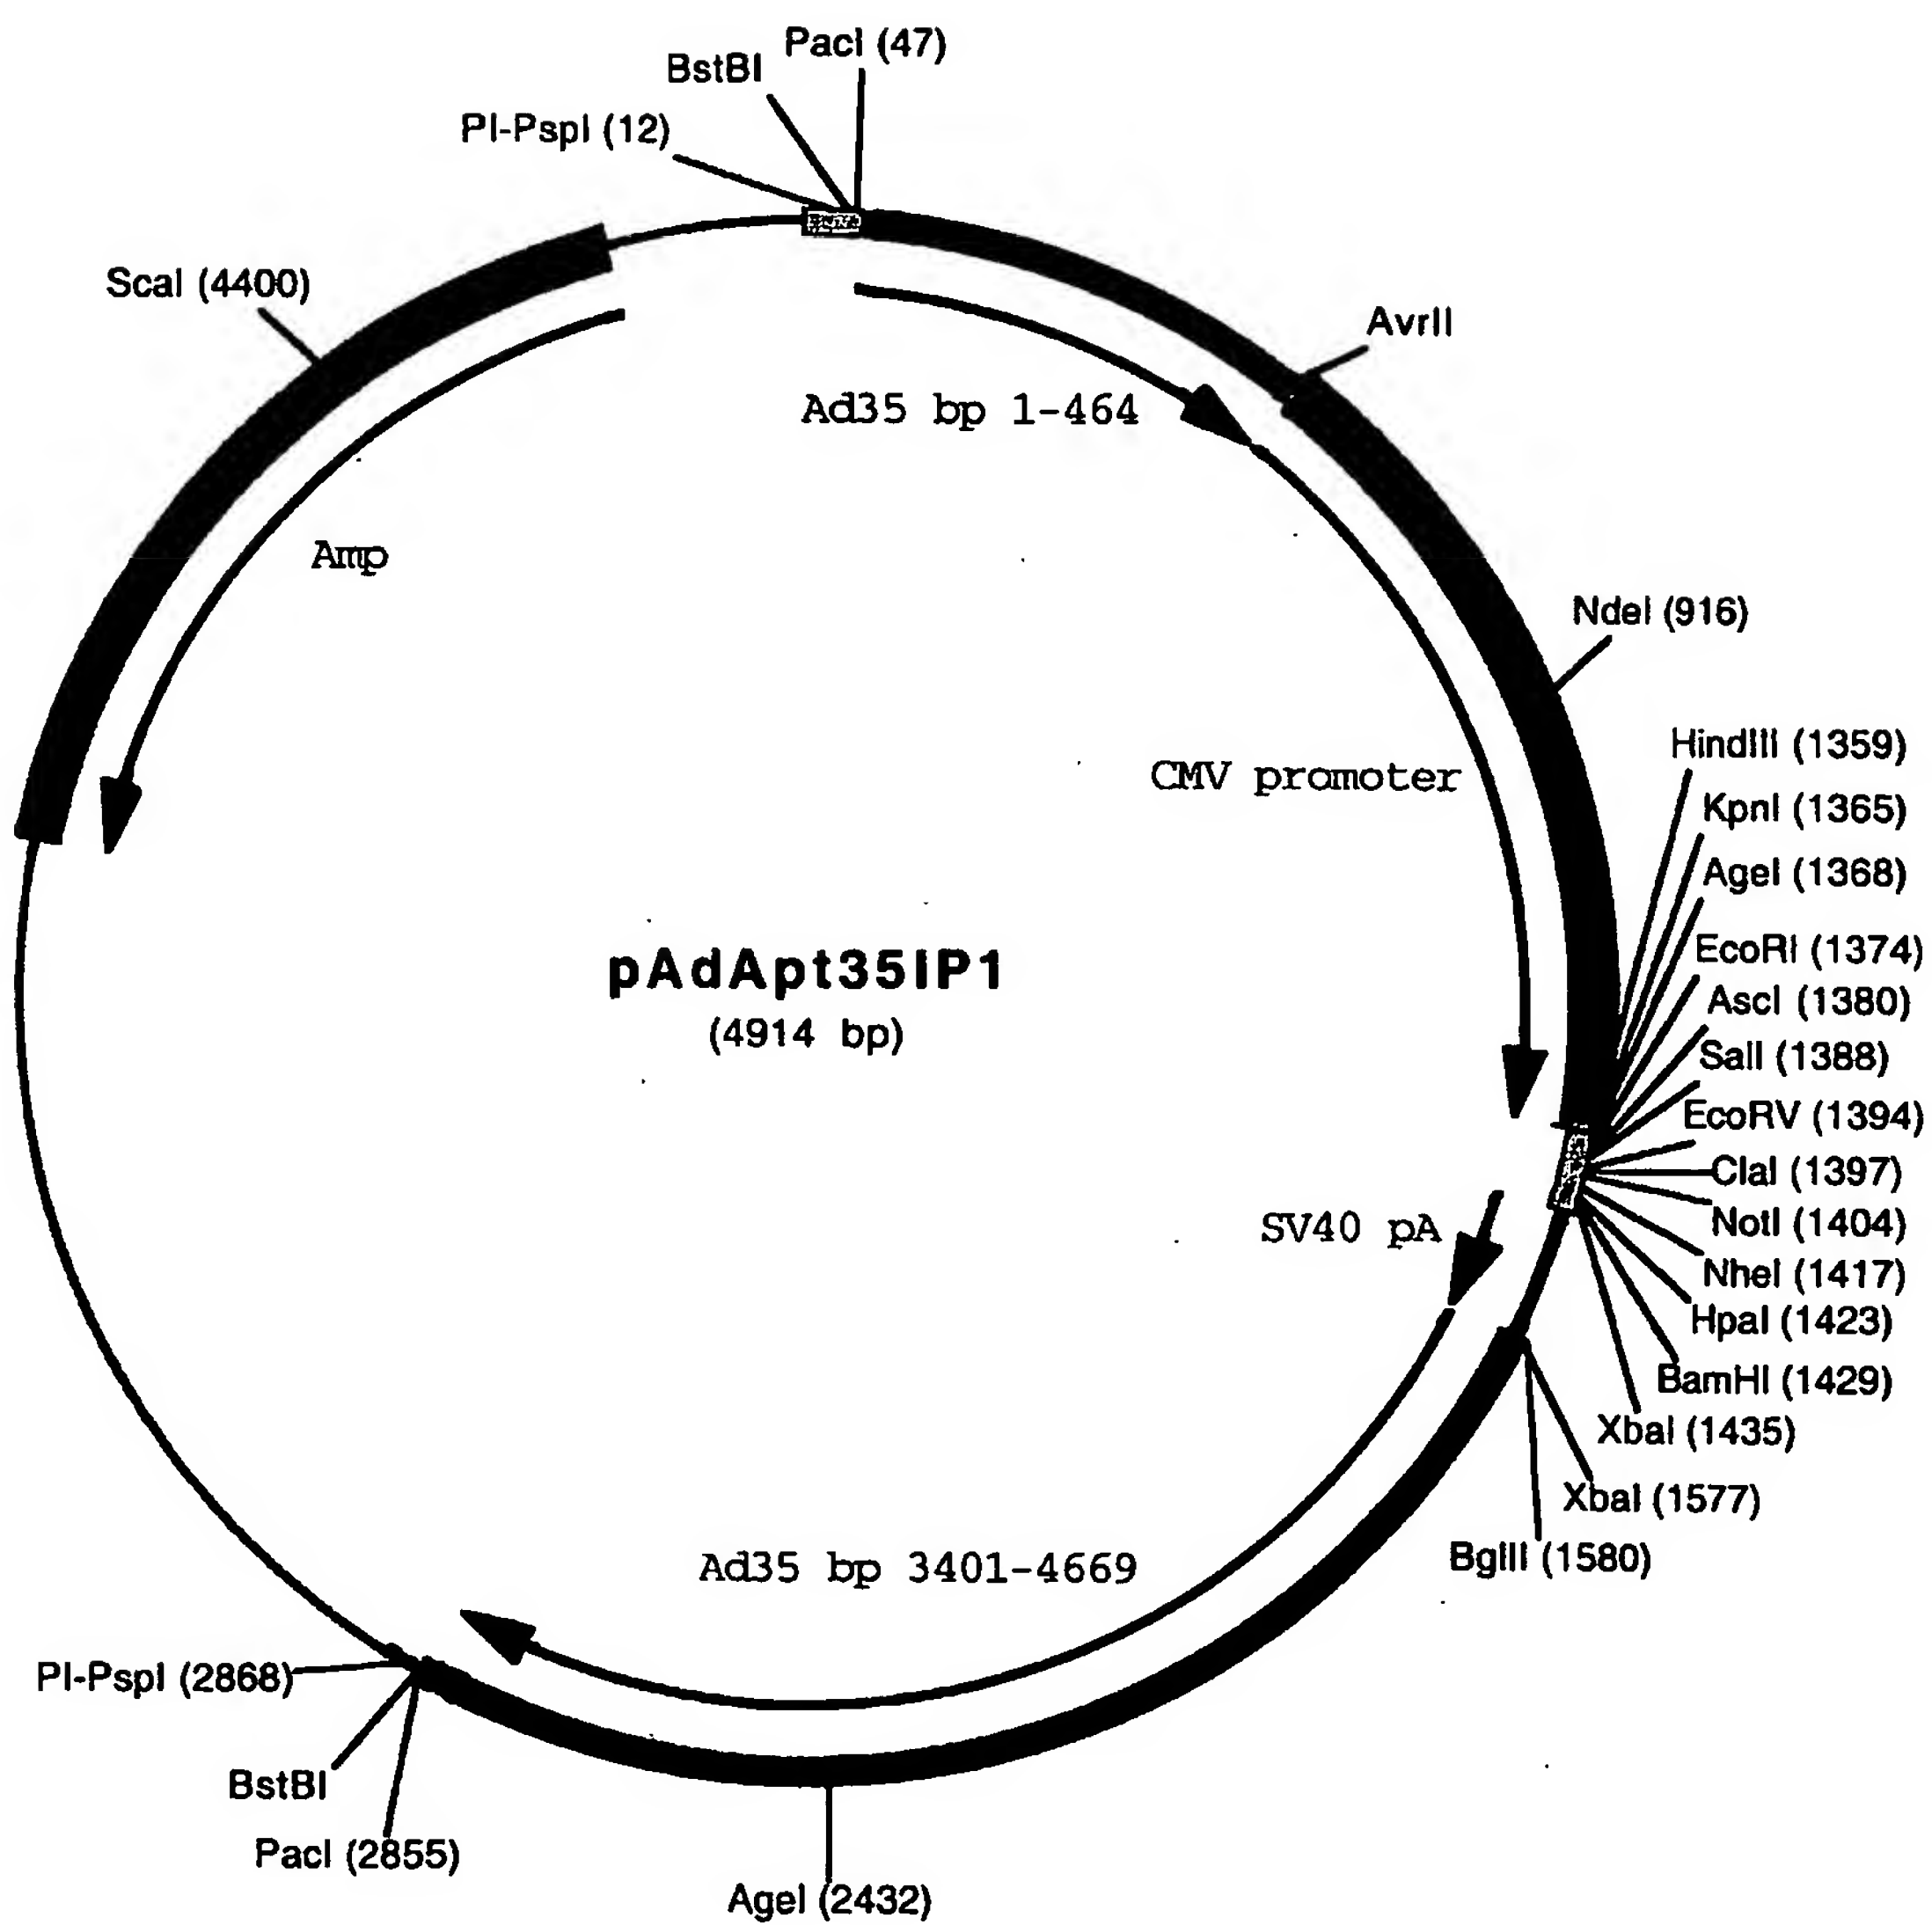 PacI (47)
BstBI
PI-PspI (12)
ScaI (4400)
AvrII
Ad35 bp 1-464
Amp
NdeI (916)
HindIII (1359)
CMV promoter
KpnI (1365)
AgeI (1368)
EcoRI (1374)
pAdApt35IP1
AscI (1380)
(4914 bp)
SalI (1388)
EcoRV (1394)
ClaI (1397)
NotI (1404)
SV40 pA
NheI (1417)
HpaI (1423)
BamHI (1429)
XbaI (1435)
XbaI (1577)
BglII (1580)
Ad35 bp 3401-4669
PI-PspI (2868)
BstBI
PacI (2855)
AgeI (2432)